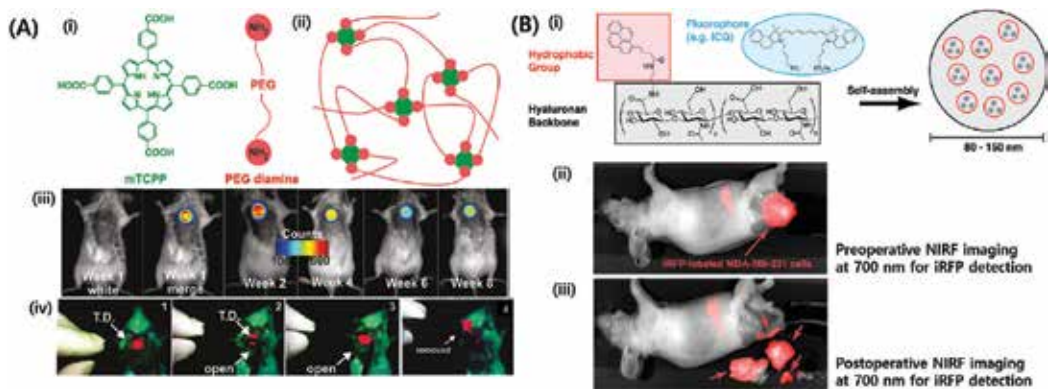 (A)
(i)
COOH
HOOC
COOH
COOH
mTCPP
NH2
PEG
NH2
PEG diamina
(ii)
(iii)
Counts
Week 1
white
Week 1
merge
Week 2
Week 4
Week 6
Week 8
(iv)
1
T.D.
2
T.D.
open
3
open
4
removed
(B)
(i)
Hydrophobic
Group
Fluorophore
(e.g. ICG)
Hyaluronan
Backbone
Self-assembly
80 - 150 nm
(ii)
iRFP-labeled MDA-MB-231 cells
Preoperative NIRF imaging
at 700 nm for iRFP detection
(iii)
Postoperative NIRF imaging
at 700 nm for iRFP detection